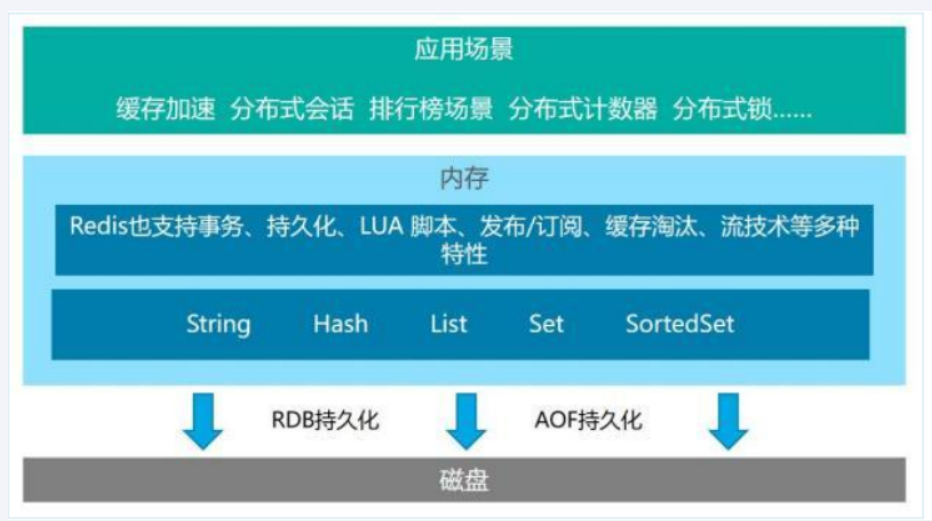 应用场景
缓存加速 分布式会话 排行榜场景 分布式计数器 分布式锁......
内存
Redis也支持事务、持久化、LUA 脚本、发布/订阅、缓存淘汰、流技术等多种
特性
String Hash List Set SortedSet
RDB持久化 AOF持久化
磁盘